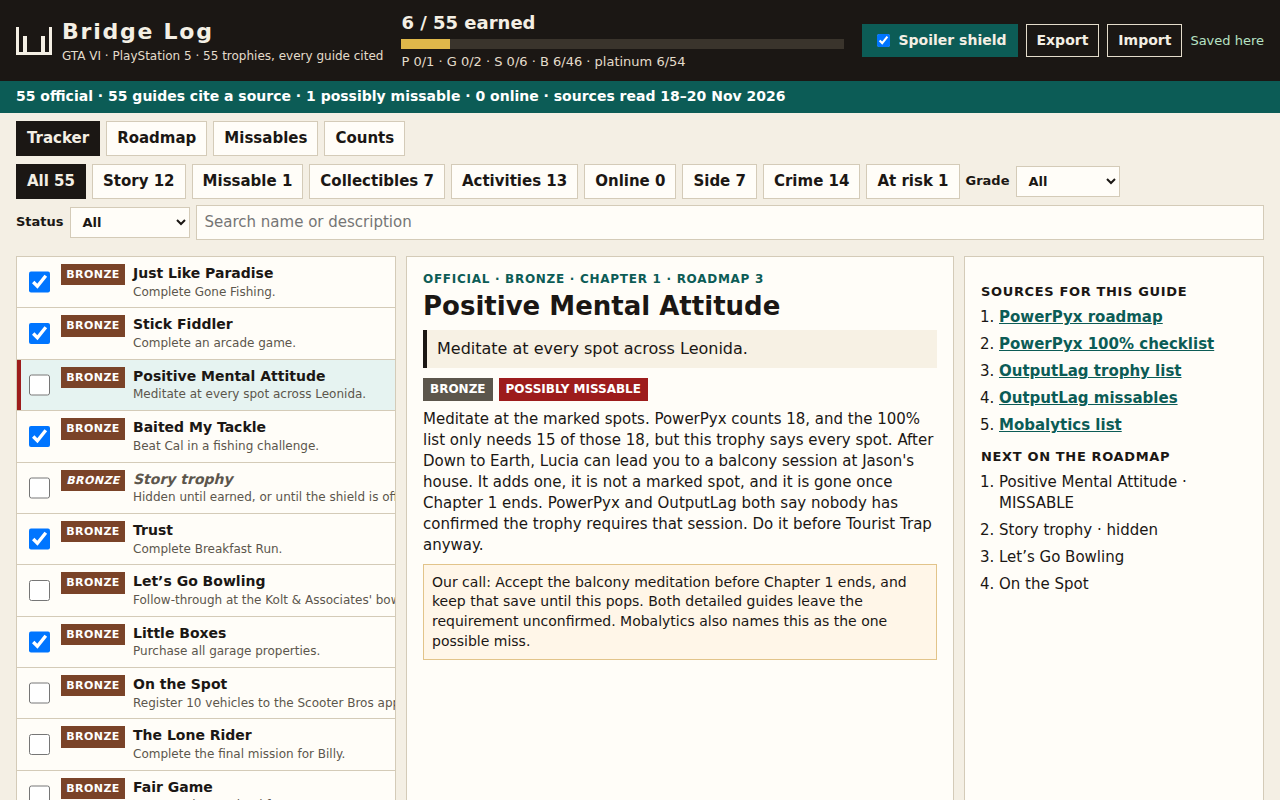 Bridge Log
GTA VI · PlayStation 5 · 55 trophies, every guide cited
6 / 55 earned
P 0/1 · G 0/2 · S 0/6 · B 6/46 · platinum 6/54
Spoiler shield
Export
Import
Saved here
55 official · 55 guides cite a source · 1 possibly missable · 0 online · sources read 18–20 Nov 2026
Tracker
Roadmap
Missables
Counts
All 55
Story 12
Missable 1
Collectibles 7
Activities 13
Online 0
Side 7
Crime 14
At risk 1
Grade
All
Status
All
Search name or description
BRONZE
Just Like Paradise
Complete Gone Fishing.
BRONZE
Stick Fiddler
Complete an arcade game.
BRONZE
Positive Mental Attitude
Meditate at every spot across Leonida.
BRONZE
Baited My Tackle
Beat Cal in a fishing challenge.
BRONZE
Story trophy
Hidden until earned, or until the shield is of
BRONZE
Trust
Complete Breakfast Run.
BRONZE
Let’s Go Bowling
Follow-through at the Kolt & Associates' bow
BRONZE
Little Boxes
Purchase all garage properties.
BRONZE
On the Spot
Register 10 vehicles to the Scooter Bros app
BRONZE
The Lone Rider
Complete the final mission for Billy.
BRONZE
Fair Game
OFFICIAL · BRONZE · CHAPTER 1 · ROADMAP 3
Positive Mental Attitude
Meditate at every spot across Leonida.
BRONZE
POSSIBLY MISSABLE
Meditate at the marked spots. PowerPyx counts 18, and the 100%
list only needs 15 of those 18, but this trophy says every spot. After
Down to Earth, Lucia can lead you to a balcony session at Jason's
house. It adds one, it is not a marked spot, and it is gone once
Chapter 1 ends. PowerPyx and OutputLag both say nobody has
confirmed the trophy requires that session. Do it before Tourist Trap
anyway.
Our call: Accept the balcony meditation before Chapter 1 ends, and
keep that save until this pops. Both detailed guides leave the
requirement unconfirmed. Mobalytics also names this as the one
possible miss.
SOURCES FOR THIS GUIDE
1. PowerPyx roadmap
2. PowerPyx 100% checklist
3. OutputLag trophy list
4. OutputLag missables
5. Mobalytics list
NEXT ON THE ROADMAP
1. Positive Mental Attitude ·
MISSABLE
2. Story trophy · hidden
3. Let’s Go Bowling
4. On the Spot